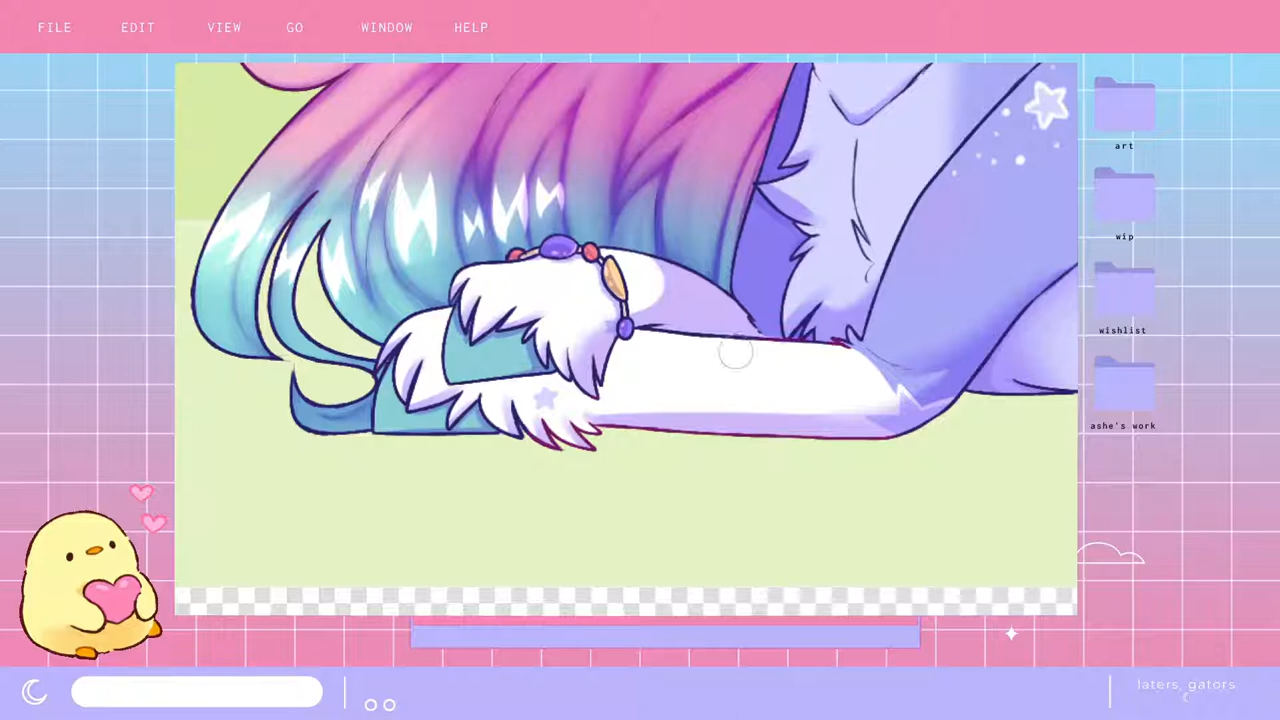 FILE EDIT VIEW GO WINDOW HELP
art
wip
wishlist
ashe's work
laters, gators.